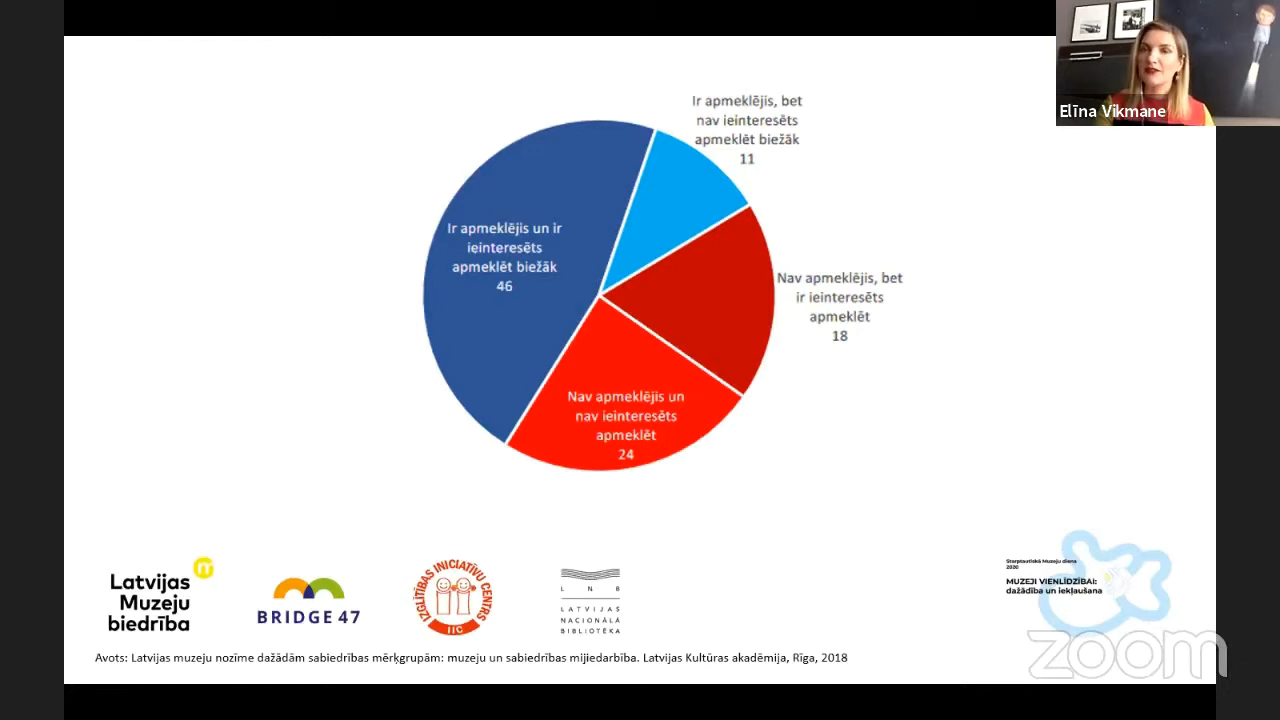 Elīna Vikmane
Ir apmeklējis, bet
nav ieinteresēts
apmeklēt biežāk
11
Ir apmeklējis un ir
ieinteresēts
apmeklēt biežāk
46
Nav apmeklējis, bet
ir ieinteresēts
apmeklēt
18
Nav apmeklējis un
nav ieinteresēts
apmeklēt
24
Latvijas
Muzeju
biedrība
m
BRIDGE 47
IZGLĪTĪBAS INICIATĪVU CENTRS
IIC
L N B
LATVIJAS
NACIONĀLĀ
BIBLIOTĒKA
Starptautiskā Muzeju diena
2020
MUZEJI VIENLĪDZĪBAI:
dažādība un iekļaušana
zoom
Avots: Latvijas muzeju nozīme dažādām sabiedrības mērķgrupām: muzeju un sabiedrības mijiedarbība. Latvijas Kultūras akadēmija, Rīga, 2018